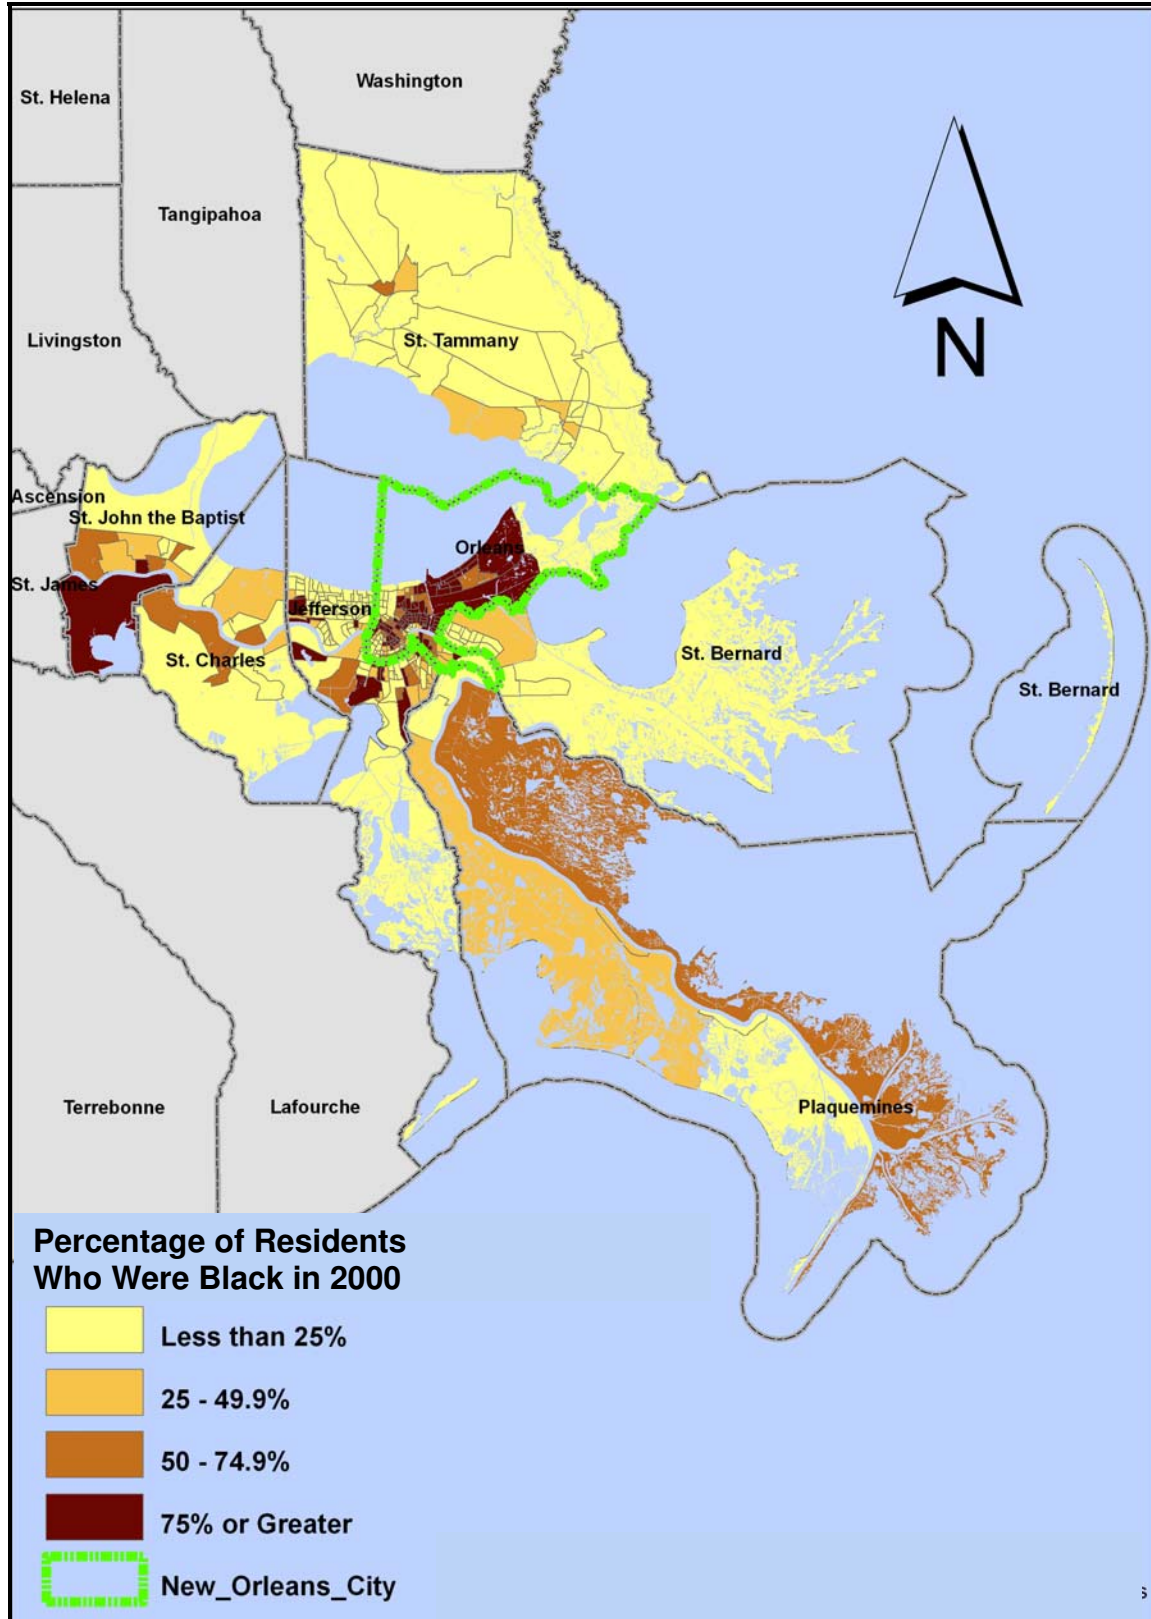 Washington
St. Helena
Tangipahoa
N
Livingston
St. Tammany
Ascension
St. John the Baptist
Orleans
St. James
Jefferson
St. Charles
St. Bernard
St. Bernard
Plaquemines
Terrebonne
Lafourche
Percentage of Residents
Who Were Black in 2000
Less than 25%
25 - 49.9%
50 - 74.9%
75% or Greater
New_Orleans_City
s